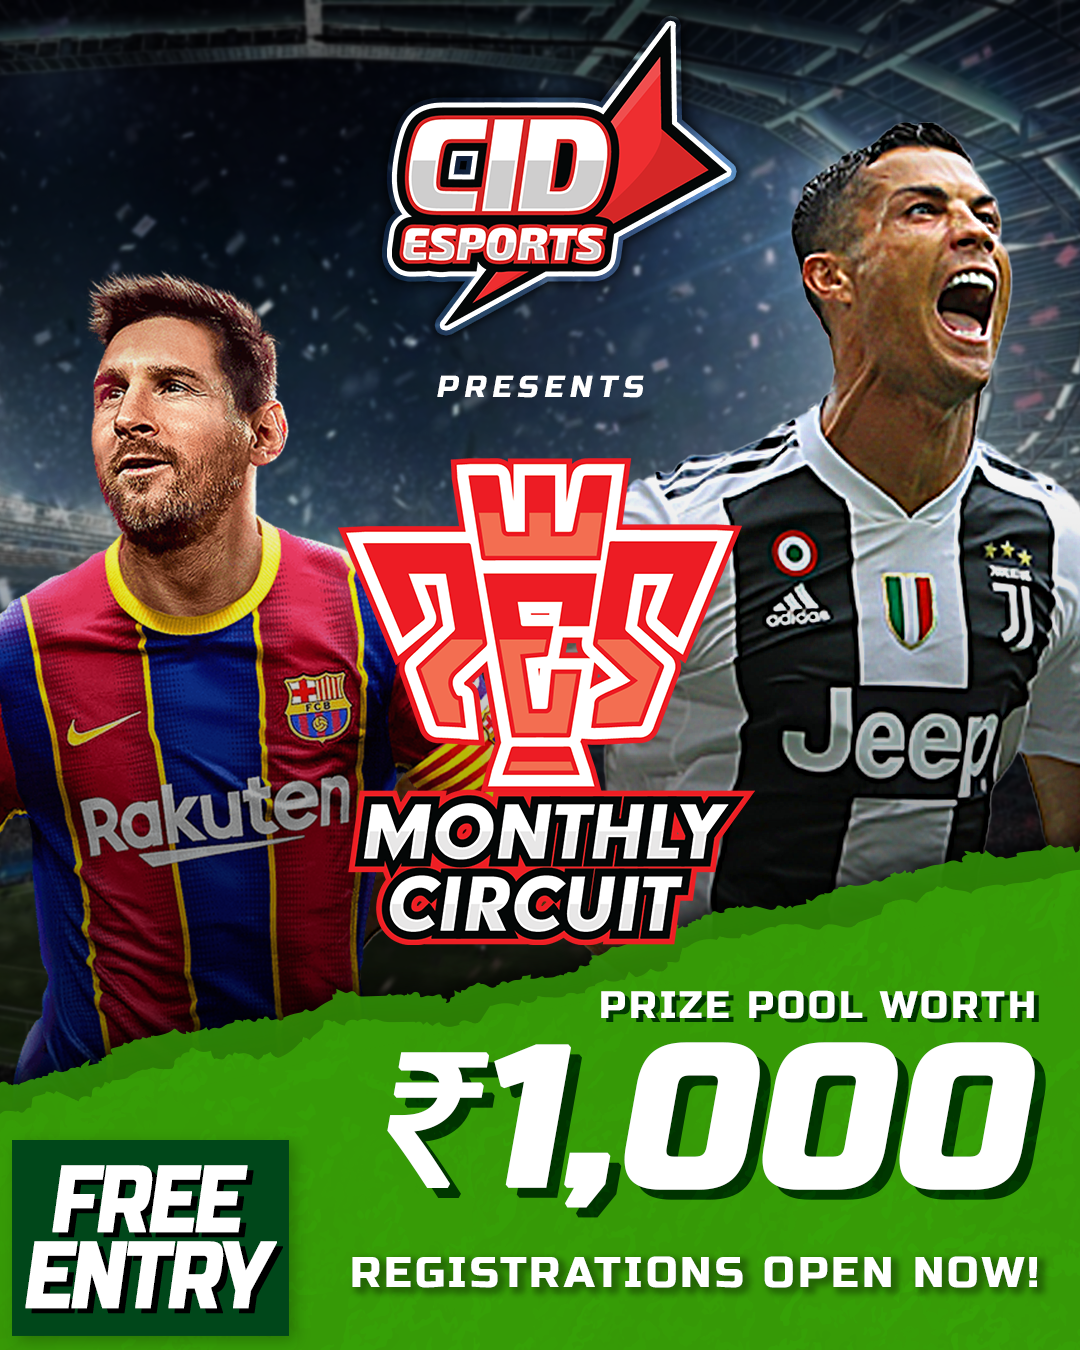 CID
ESPORTS
PRESENTS
PES
MONTHLY
CIRCUIT
adidas
JJ
FCB
Jeep
Rakuten
PRIZE POOL WORTH
₹1,000
FREE
ENTRY
REGISTRATIONS OPEN NOW!